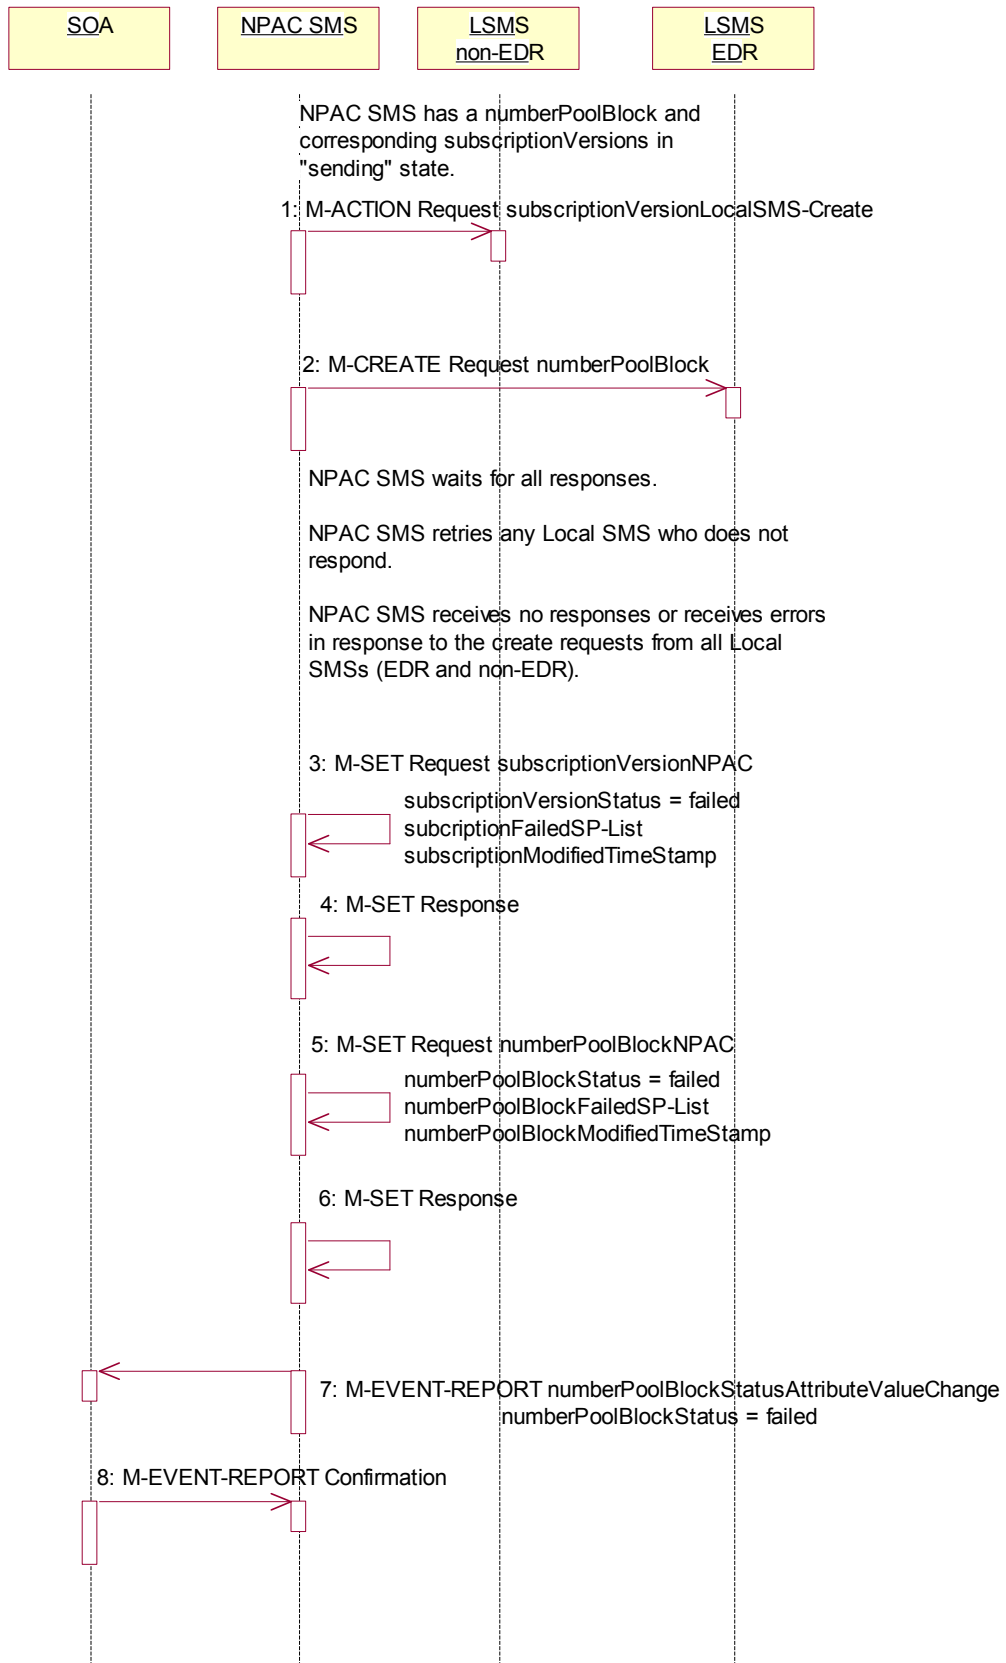 SOA
NPAC SMS
LSMS
non-EDR
LSMS
EDR
NPAC SMS has a numberPoolBlock and
corresponding subscriptionVersions in
"sending" state.
1: M-ACTION Request subscriptionVersionLocalSMS-Create
2: M-CREATE Request numberPoolBlock
NPAC SMS waits for all responses.
NPAC SMS retries any Local SMS who does not
respond.
NPAC SMS receives no responses or receives errors
in response to the create requests from all Local
SMSs (EDR and non-EDR).
3: M-SET Request subscriptionVersionNPAC
subscriptionVersionStatus = failed
subcriptionFailedSP-List
subscriptionModifiedTimeStamp
4: M-SET Response
5: M-SET Request numberPoolBlockNPAC
numberPoolBlockStatus = failed
numberPoolBlockFailedSP-List
numberPoolBlockModifiedTimeStamp
6: M-SET Response
7: M-EVENT-REPORT numberPoolBlockStatusAttributeValueChange
numberPoolBlockStatus = failed
8: M-EVENT-REPORT Confirmation